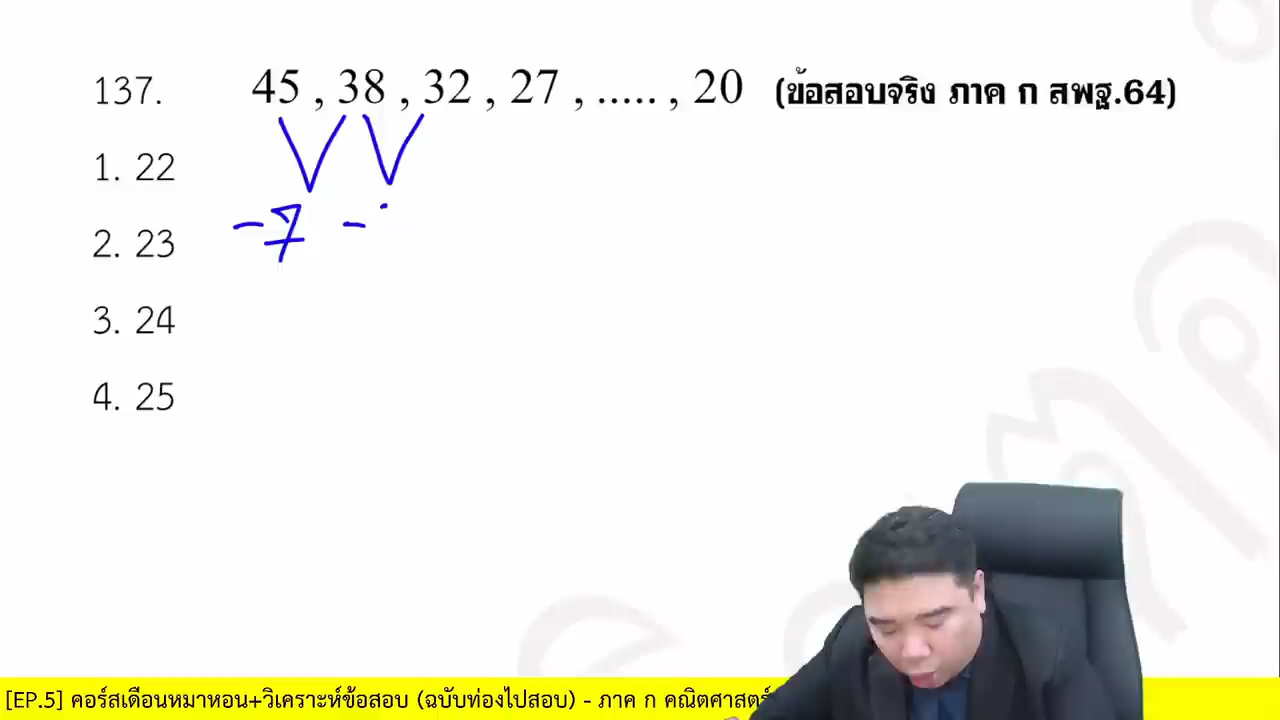 137. 45 , 38 , 32 , 27 , ..... , 20 (ข้อสอบจริง ภาค ก สพฐ.64)
1. 22
-7 -
2. 23
3. 24
4. 25
[EP.5] คอร์สเดือนหมาหอน+วิเคราะห์ข้อสอบ (ฉบับท่องไปสอบ) - ภาค ก คณิตศาสตร์